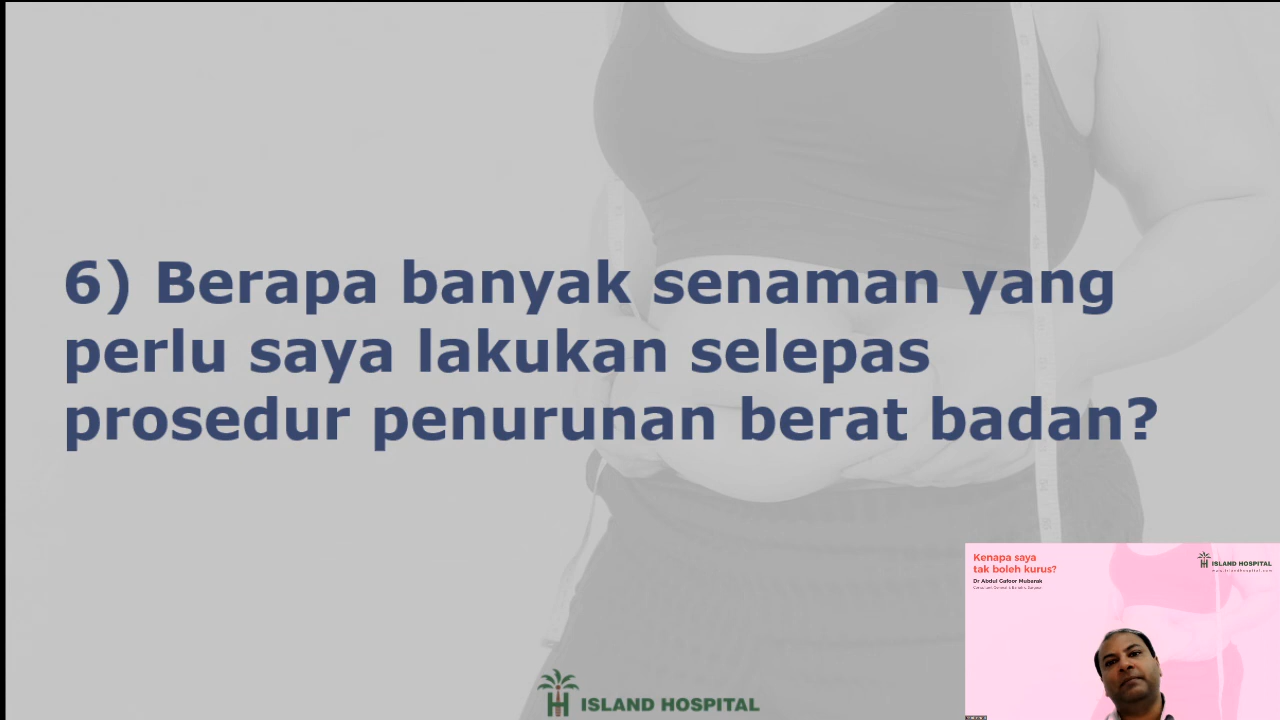 6) Berapa banyak senaman yang
perlu saya lakukan selepas
prosedur penurunan berat badan?
ISLAND HOSPITAL
Kenapa saya
tak boleh kurus?
Dr Abdul Gafoor Mubarak
ISLAND HOSPITAL